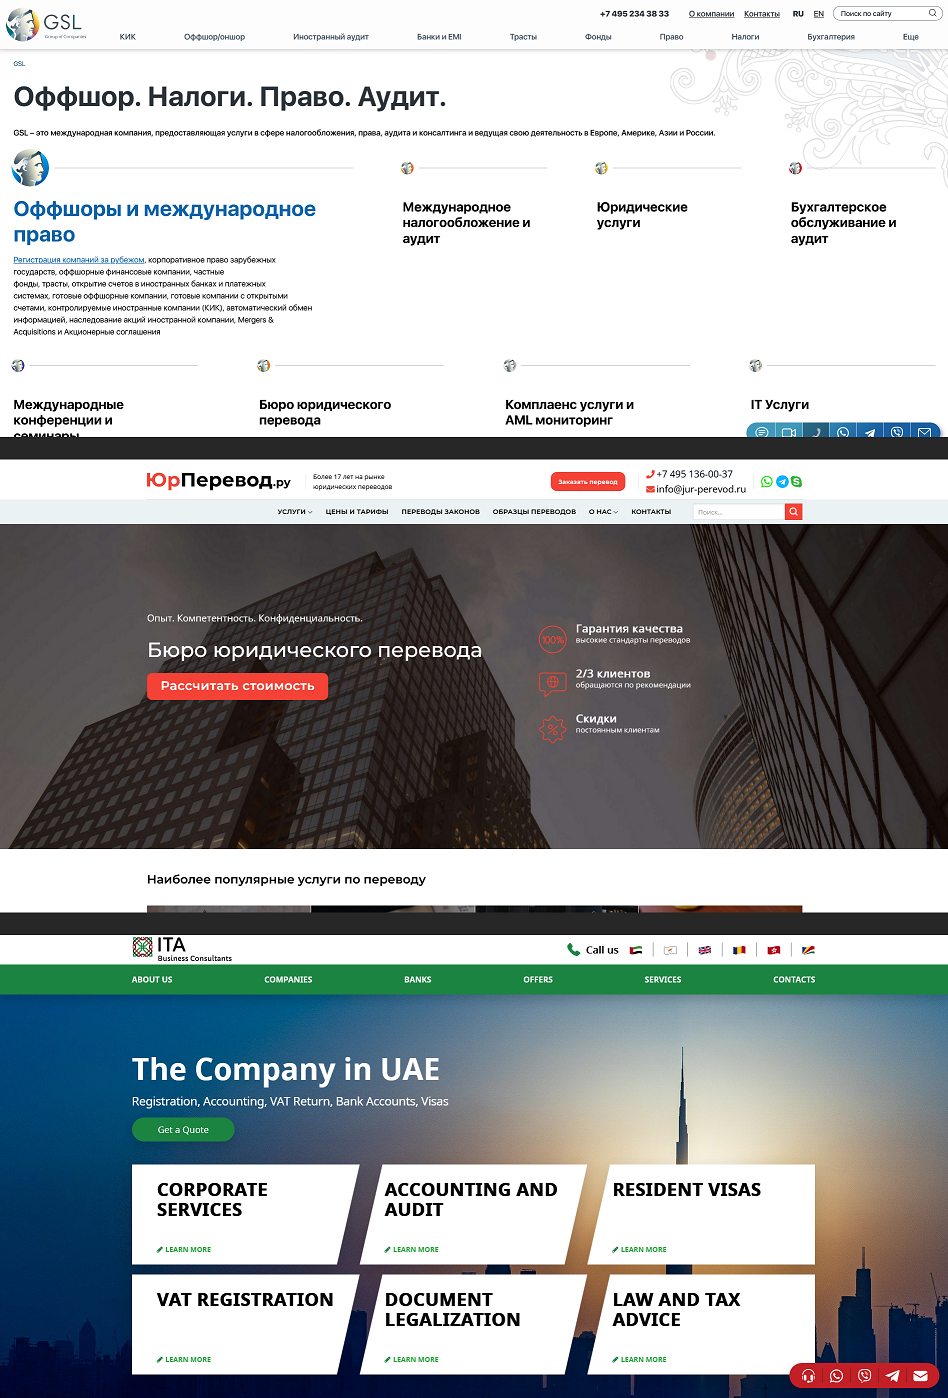 GSL
Group of Companies
+7 495 234 38 33
О компании
Контакты
RU
EN
Поиск по сайту
КИК
Оффшор/оншор
Иностранный аудит
Банки и EMI
Трасты
Фонды
Право
Налоги
Бухгалтерия
Еще
GSL
Оффшор. Налоги. Право. Аудит.
GSL – это международная компания, предоставляющая услуги в сфере налогообложения, права, аудита и консалтинга и ведущая свою деятельность в Европе, Америке, Азии и России.
Оффшоры и международное
право
Регистрация компаний за рубежом, корпоративное право зарубежных
государств, оффшорные финансовые компании, частные
фонды, трасты, открытие счетов в иностранных банках и платежных
системах, готовые оффшорные компании, готовые компании с открытыми
счетами, контролируемые иностранные компании (КИК), автоматический обмен
информацией, наследование акций иностранной компании, Mergers &
Acquisitions и Акционерные соглашения
Международное
налогообложение и
аудит
Юридические
услуги
Бухгалтерское
обслуживание и
аудит
Международные
конференции и
семинары
Бюро юридического
перевода
Комплаенс услуги и
AML мониторинг
IT Услуги
ЮрПеревод.ру
Более 17 лет на рынке
юридических переводов
Заказать перевод
+7 495 136-00-37
info@jur-perevod.ru
УСЛУГИ
ЦЕНЫ И ТАРИФЫ
ПЕРЕВОДЫ ЗАКОНОВ
ОБРАЗЦЫ ПЕРЕВОДОВ
О НАС
КОНТАКТЫ
Поиск...
Опыт. Компетентность. Конфиденциальность.
Бюро юридического перевода
Рассчитать стоимость
100%
Гарантия качества
высокие стандарты переводов
2/3 клиентов
обращаются по рекомендации
Скидки
постоянным клиентам
Наиболее популярные услуги по переводу
ITA
Business Consultants
Call us
ABOUT US
COMPANIES
BANKS
OFFERS
SERVICES
CONTACTS
The Company in UAE
Registration, Accounting, VAT Return, Bank Accounts, Visas
Get a Quote
CORPORATE
SERVICES
LEARN MORE
ACCOUNTING AND
AUDIT
LEARN MORE
RESIDENT VISAS
LEARN MORE
VAT REGISTRATION
LEARN MORE
DOCUMENT
LEGALIZATION
LEARN MORE
LAW AND TAX
ADVICE
LEARN MORE